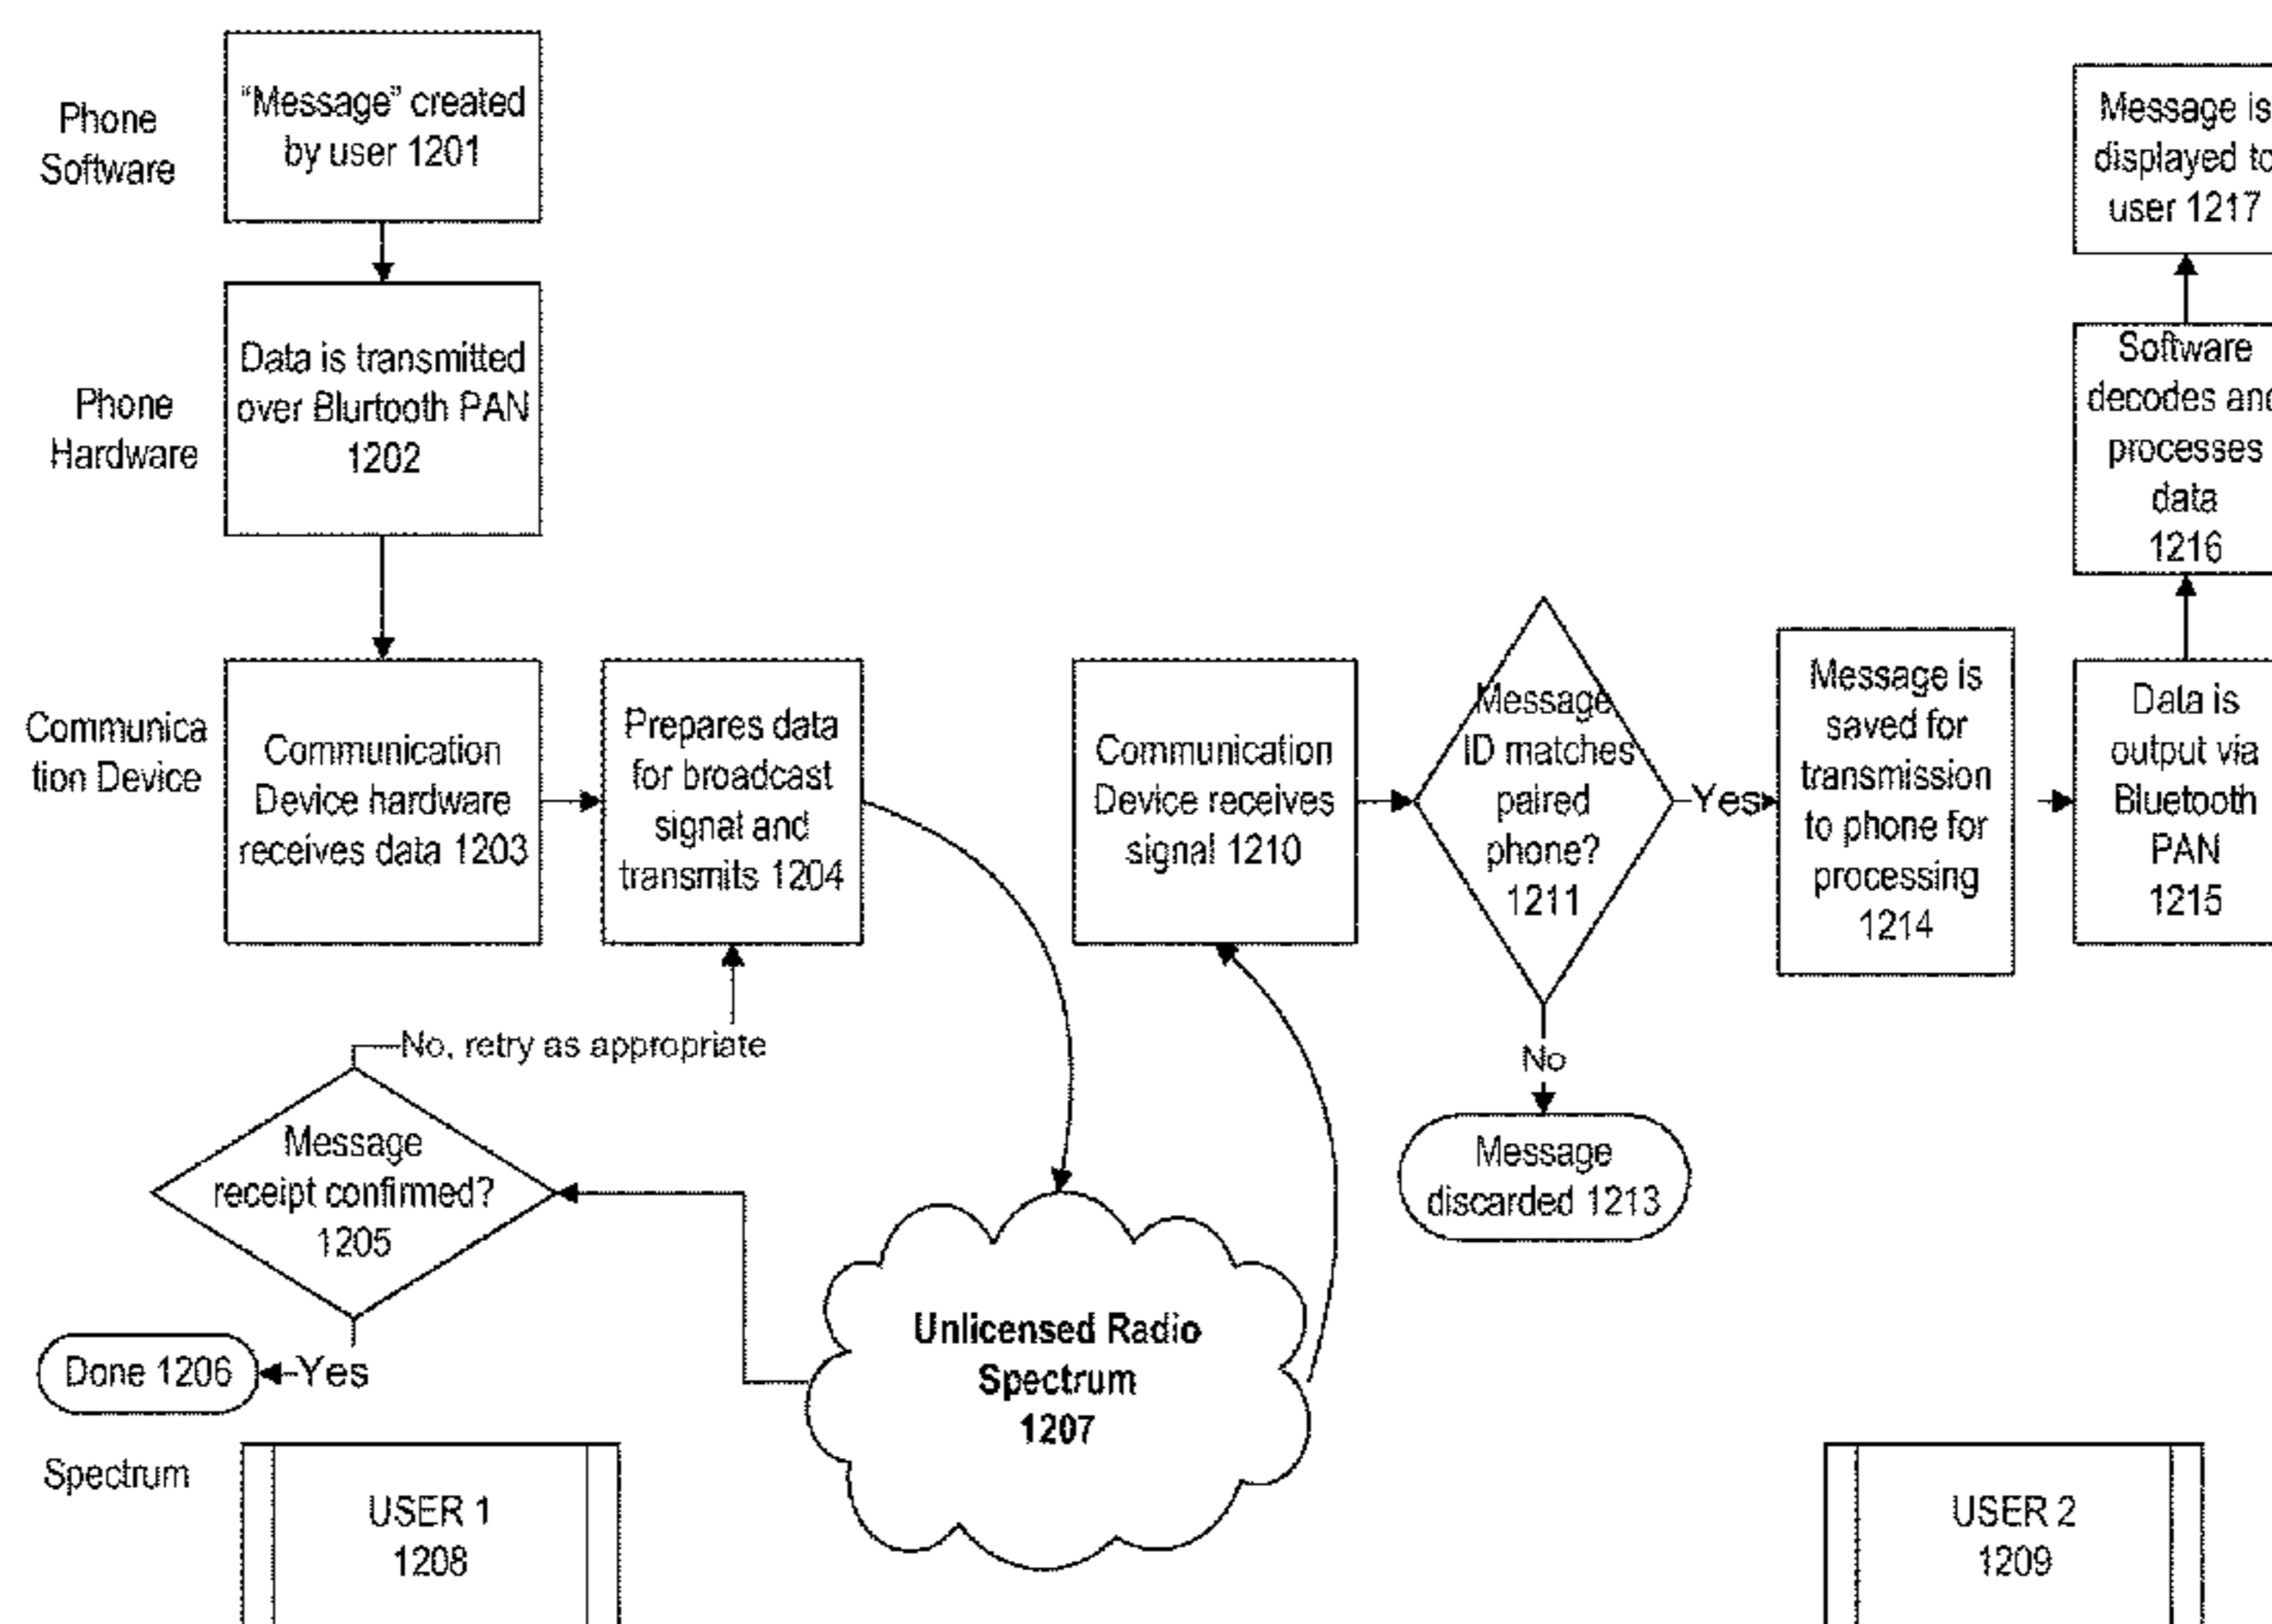 Phone
Software
“Message” created
by user 1201
Phone
Hardware
Data is transmitted
over Blurtooth PAN
1202
Communica
tion Device
Communication
Device hardware
receives data 1203
Prepares data
for broadcast
signal and
transmits 1204
No, retry as appropriate
Message
receipt confirmed?
1205
Yes
Done 1206
Unlicensed Radio
Spectrum
1207
Spectrum
USER 1
1208
Communication
Device receives
signal 1210
Message
ID matches
paired
phone?
1211
No
Message
discarded 1213
Yes
Message is
saved for
transmission
to phone for
processing
1214
Data is
output via
Bluetooth
PAN
1215
Software
decodes and
processes
data
1216
Message is
displayed to
user 1217
USER 2
1209